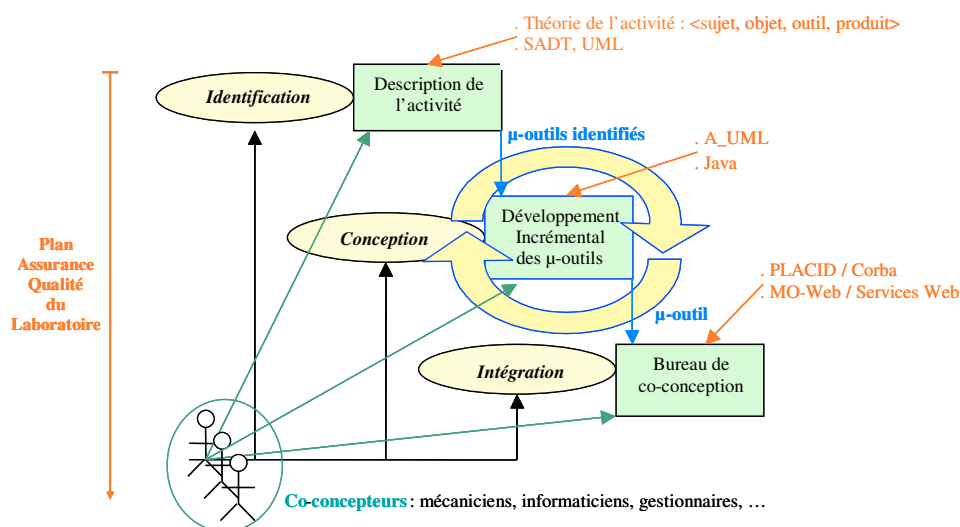 . Théorie de l'activité : <sujet, objet, outil, produit>
. SADT, UML
Identification
Description de
l'activité
µ-outils identifiés
. A_UML
. Java
Conception
Développement
Incrémental
des µ-outils
Plan
Assurance
Qualité
du
Laboratoire
. PLACID / Corba
. MO-Web / Services Web
µ-outil
Intégration
Bureau de
co-conception
Co-concepteurs : mécaniciens, informaticiens, gestionnaires, …